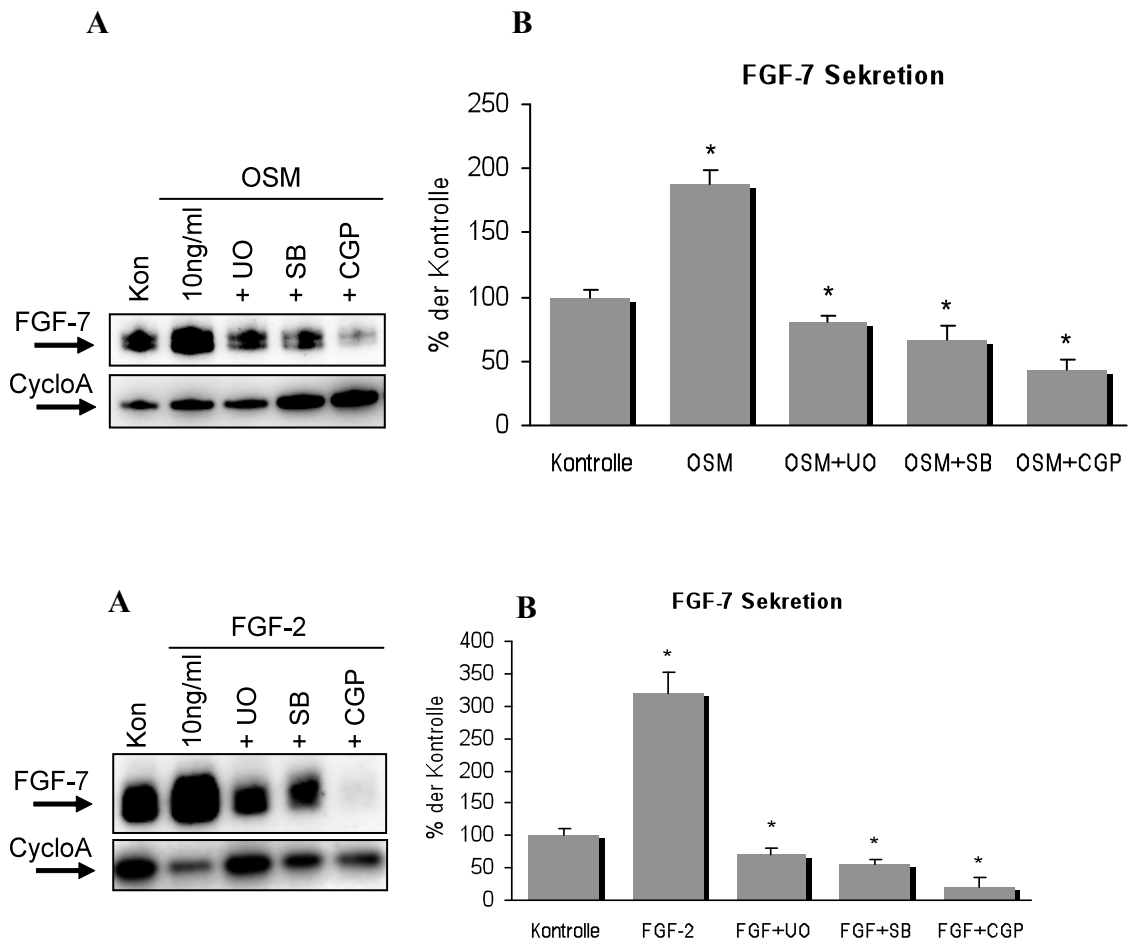 A
OSM
Kon
10ng/ml
+ UO
+ SB
+ CGP
FGF-7
CycloA
B
FGF-7 Sekretion
% der Kontrolle
250
200
150
100
50
0
*
*
*
*
Kontrolle
OSM
OSM+UO
OSM+SB
OSM+CGP
A
FGF-2
Kon
10ng/ml
+ UO
+ SB
+ CGP
FGF-7
CycloA
B
FGF-7 Sekretion
% der Kontrolle
400
350
300
250
200
150
100
50
0
*
*
*
*
Kontrolle
FGF-2
FGF+UO
FGF+SB
FGF+CGP